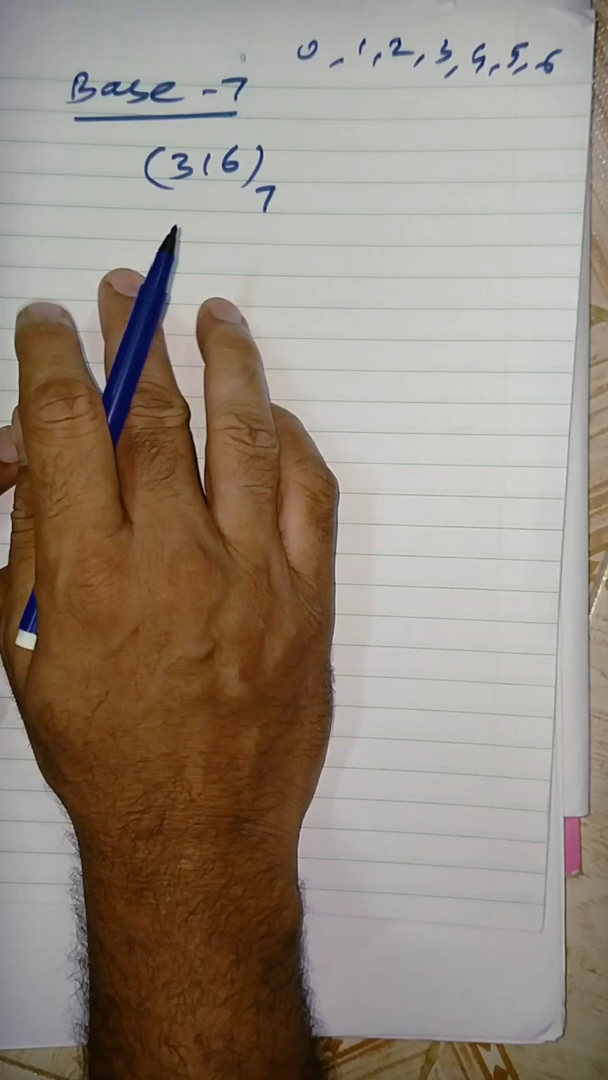 0, 1, 2, 3, 4, 5, 6
Base - 7
(316)₇